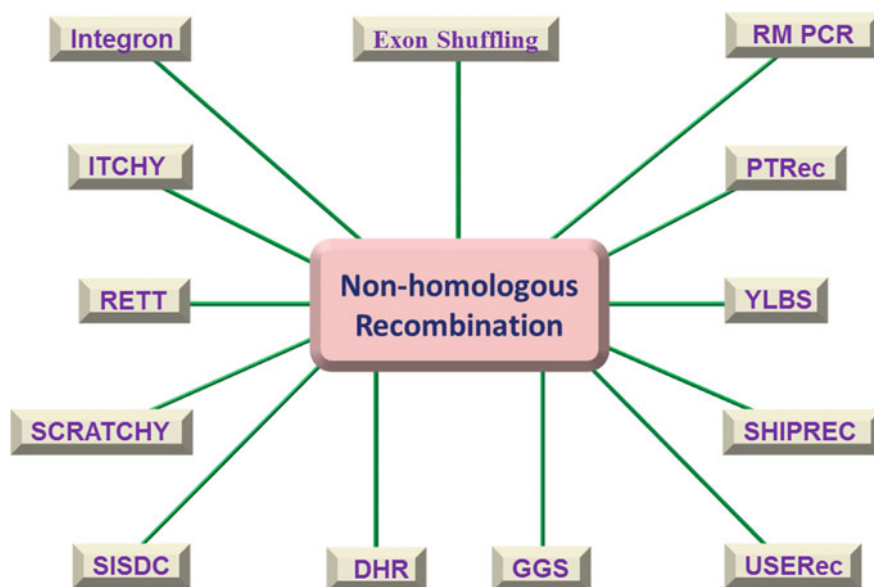 Integron
Exon Shuffling
RM PCR
ITCHY
PTRec
Non-homologous
Recombination
RETT
YLBS
SCRATCHY
SHIPREC
SISDC
DHR
GGS
USERec